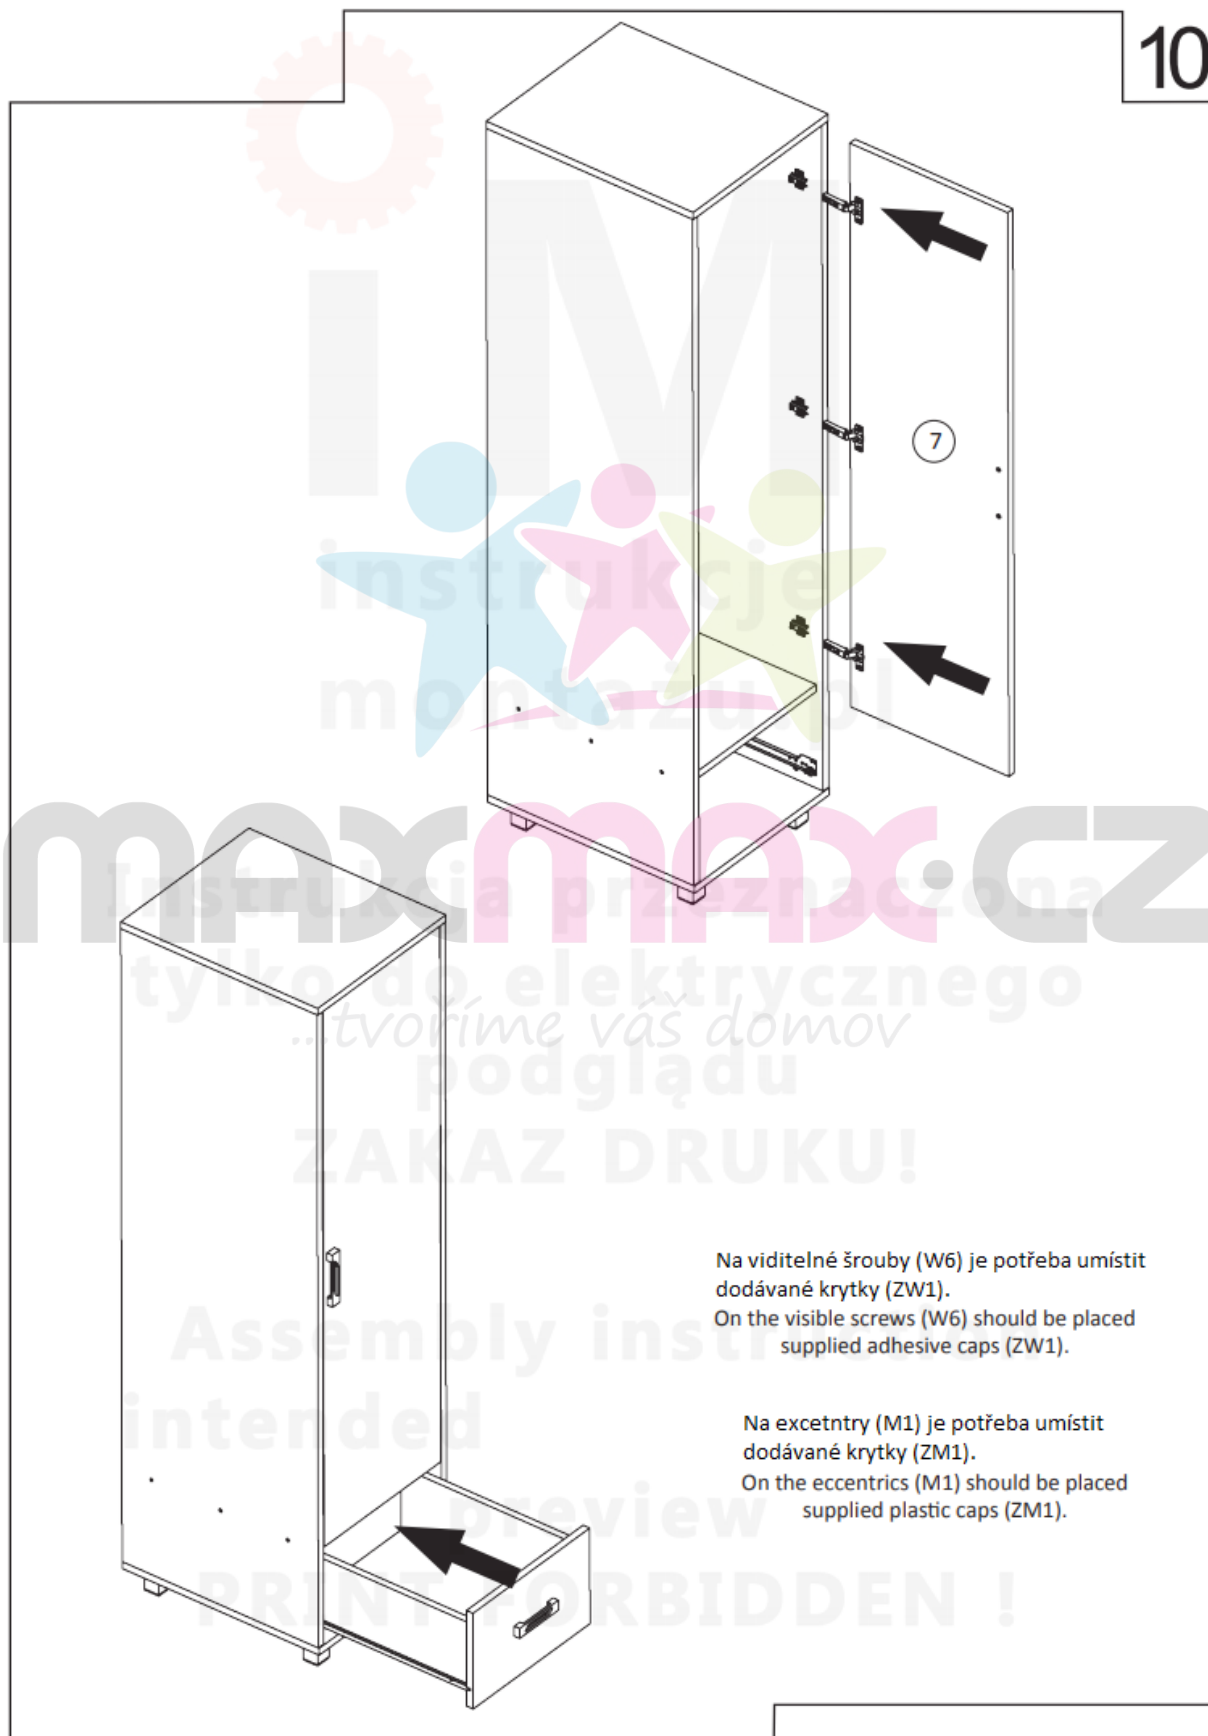 10
iM
7
instrukcje
montażu.pl
maxmax.cz
Instrukcja przeznaczona
tylko do elektrycznego
...tvoříme váš domov
podglądu
ZAKAZ DRUKU!
Na viditelné šrouby (W6) je potřeba umístit
dodávané krytky (ZW1).
On the visible screws (W6) should be placed
supplied adhesive caps (ZW1).
Assembly instruction
intended
Na excetntry (M1) je potřeba umístit
dodávané krytky (ZM1).
On the eccentrics (M1) should be placed
supplied plastic caps (ZM1).
preview
PRINT FORBIDDEN !